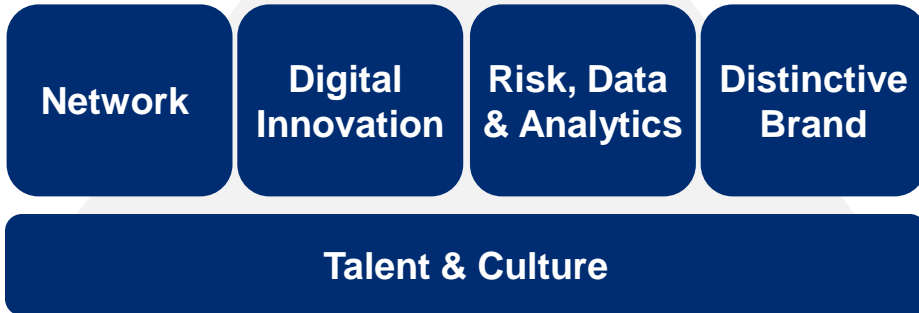 Network
Digital
Innovation
Risk, Data
& Analytics
Distinctive
Brand
Talent & Culture